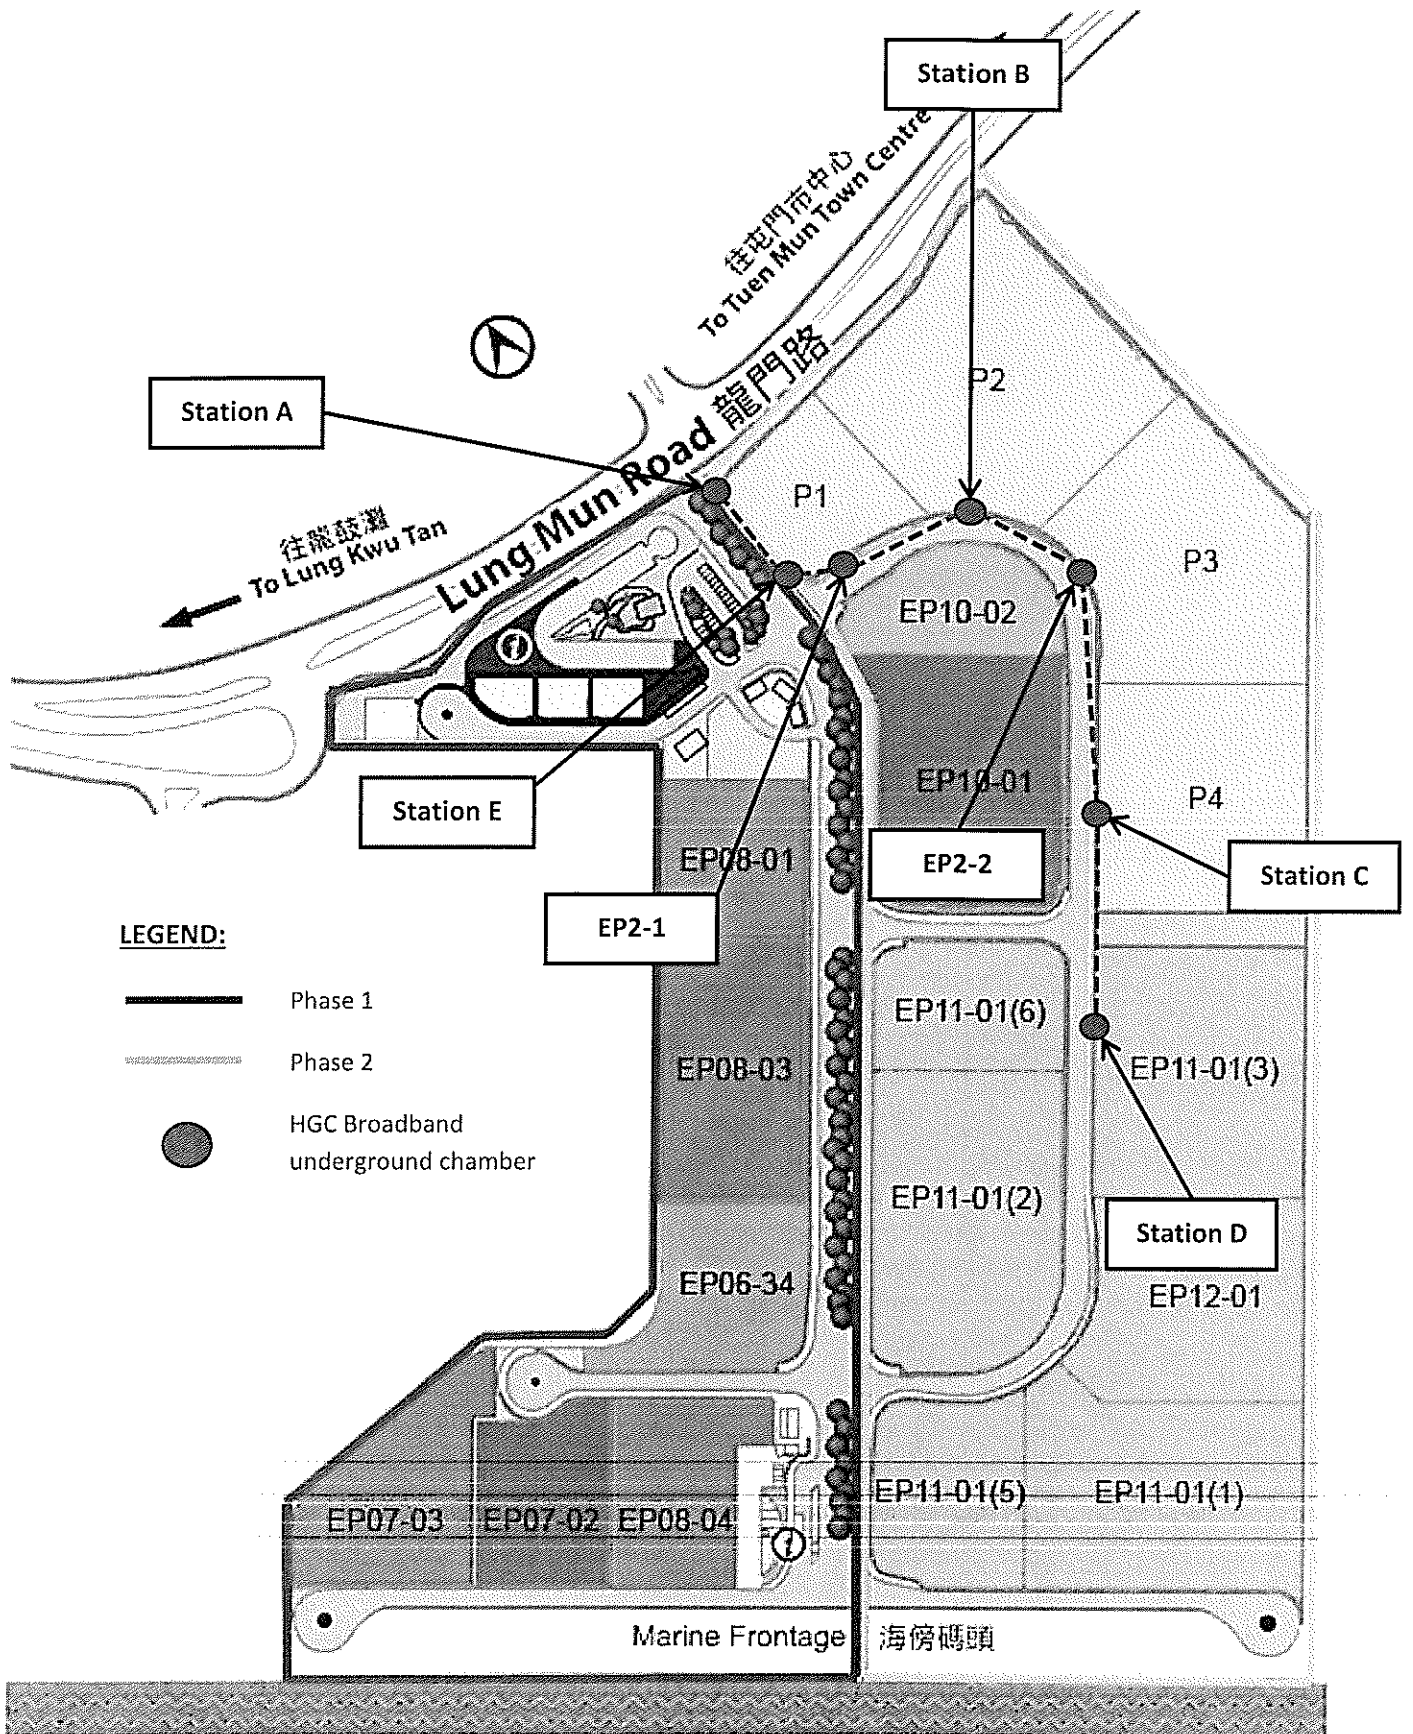 Station B
往屯門市中心
To Tuen Mun Town Centre
P2
Station A
Lung Mun Road 龍門路
P1
往龍鼓灘
To Lung Kwu Tan
P3
EP10-02
EP10-01
P4
Station E
EP08-01
EP2-2
Station C
EP2-1
LEGEND:
Phase 1
EP11-01(6)
Phase 2
EP08-03
EP11-01(3)
HGC Broadband
underground chamber
EP11-01(2)
Station D
EP06-34
EP12-01
EP11-01(5)
EP11-01(1)
EP07-03
EP07-02
EP08-04
Marine Frontage 海傍碼頭